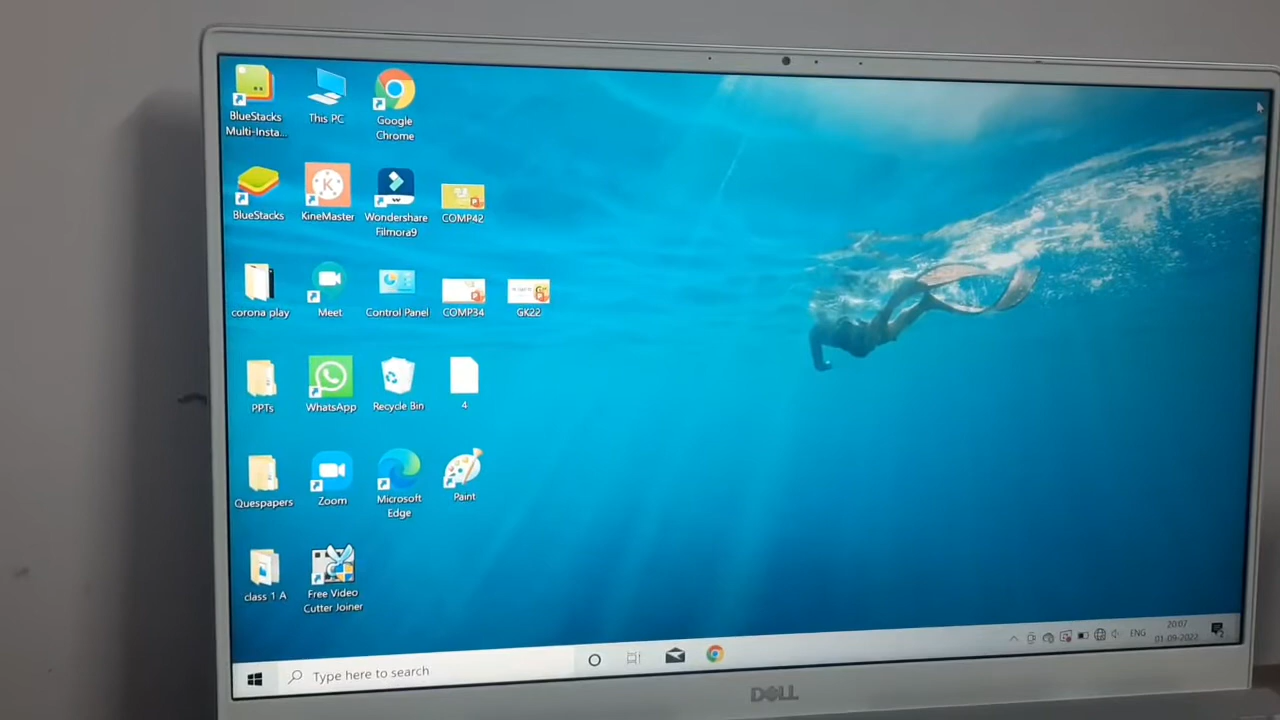 BlueStacks
Multi-Insta...
This PC
Google
Chrome
BlueStacks
KineMaster
Wondershare
Filmora9
COMP42
corona play
Meet
Control Panel
COMP34
GK22
PPTs
WhatsApp
Recycle Bin
4
Quespapers
Zoom
Microsoft
Edge
Paint
class 1 A
Free Video
Cutter Joiner
Type here to search
ENG
20:07
01-09-2022
DELL